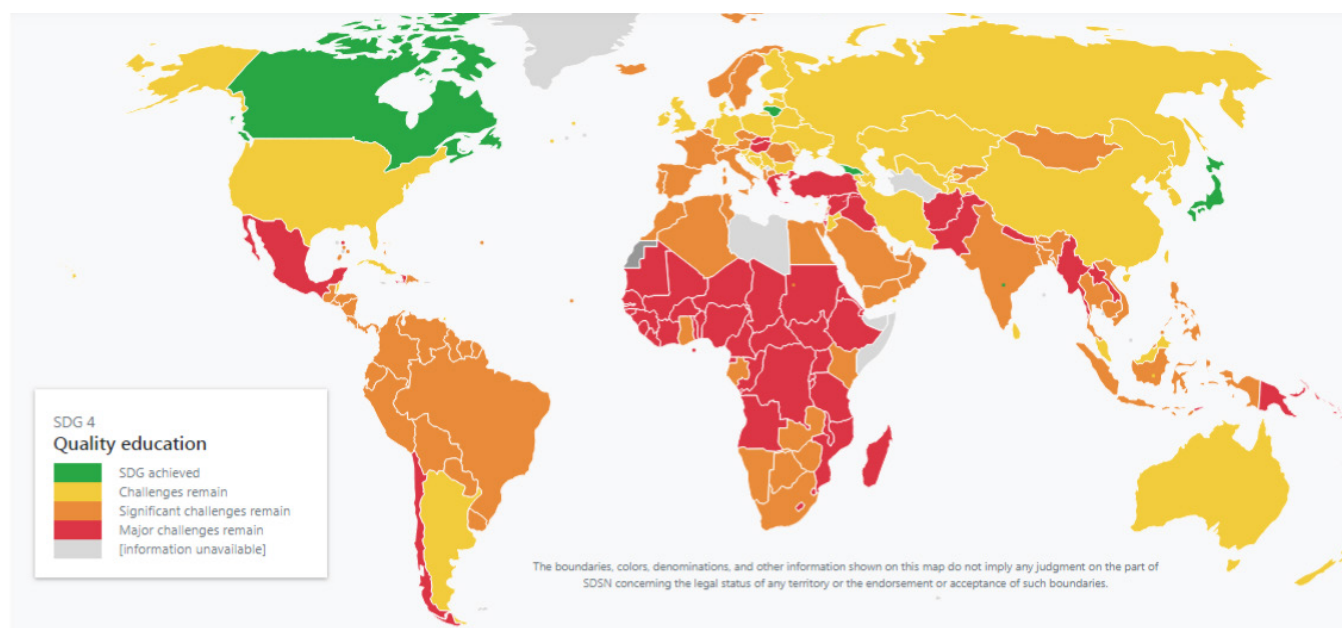 SDG 4
Quality education
SDG achieved
Challenges remain
Significant challenges remain
Major challenges remain
[information unavailable]
The boundaries, colors, denominations, and other information shown on this map do not imply any judgment on the part of
SDSN concerning the legal status of any territory or the endorsement or acceptance of such boundaries.